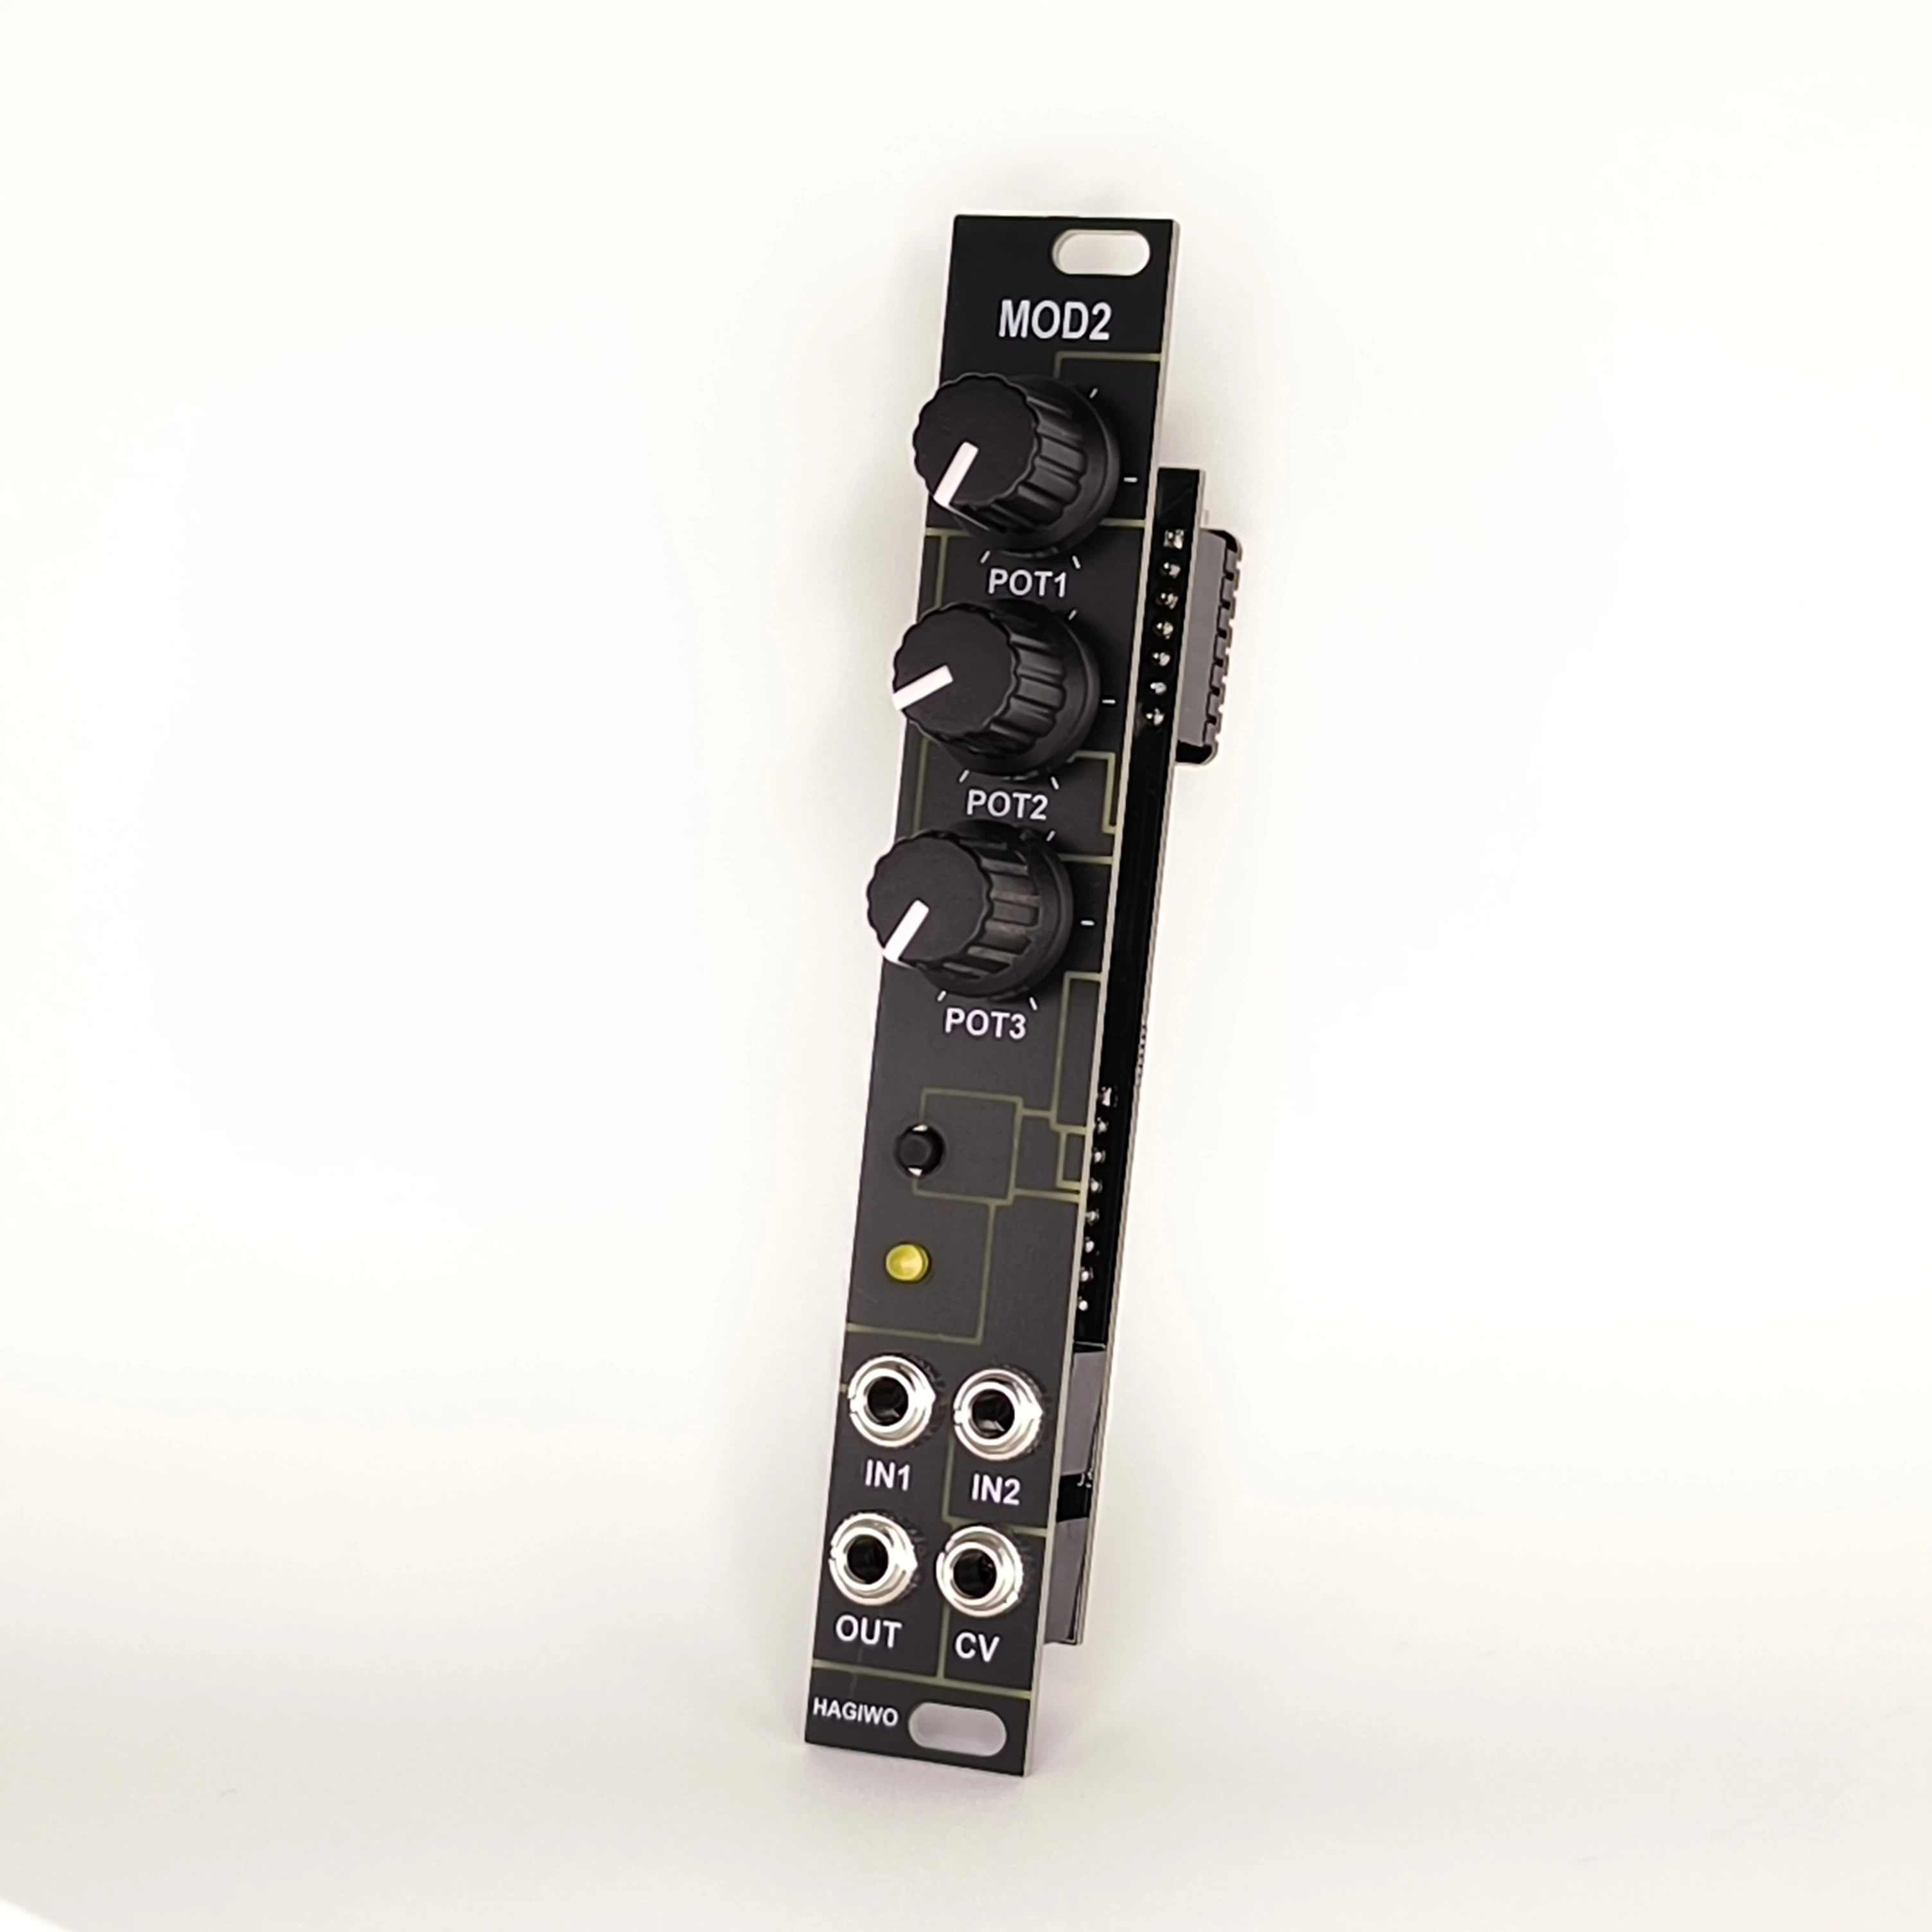 MOD2
POT1
POT2
POT3
IN1 IN2
OUT CV
HAGIWO